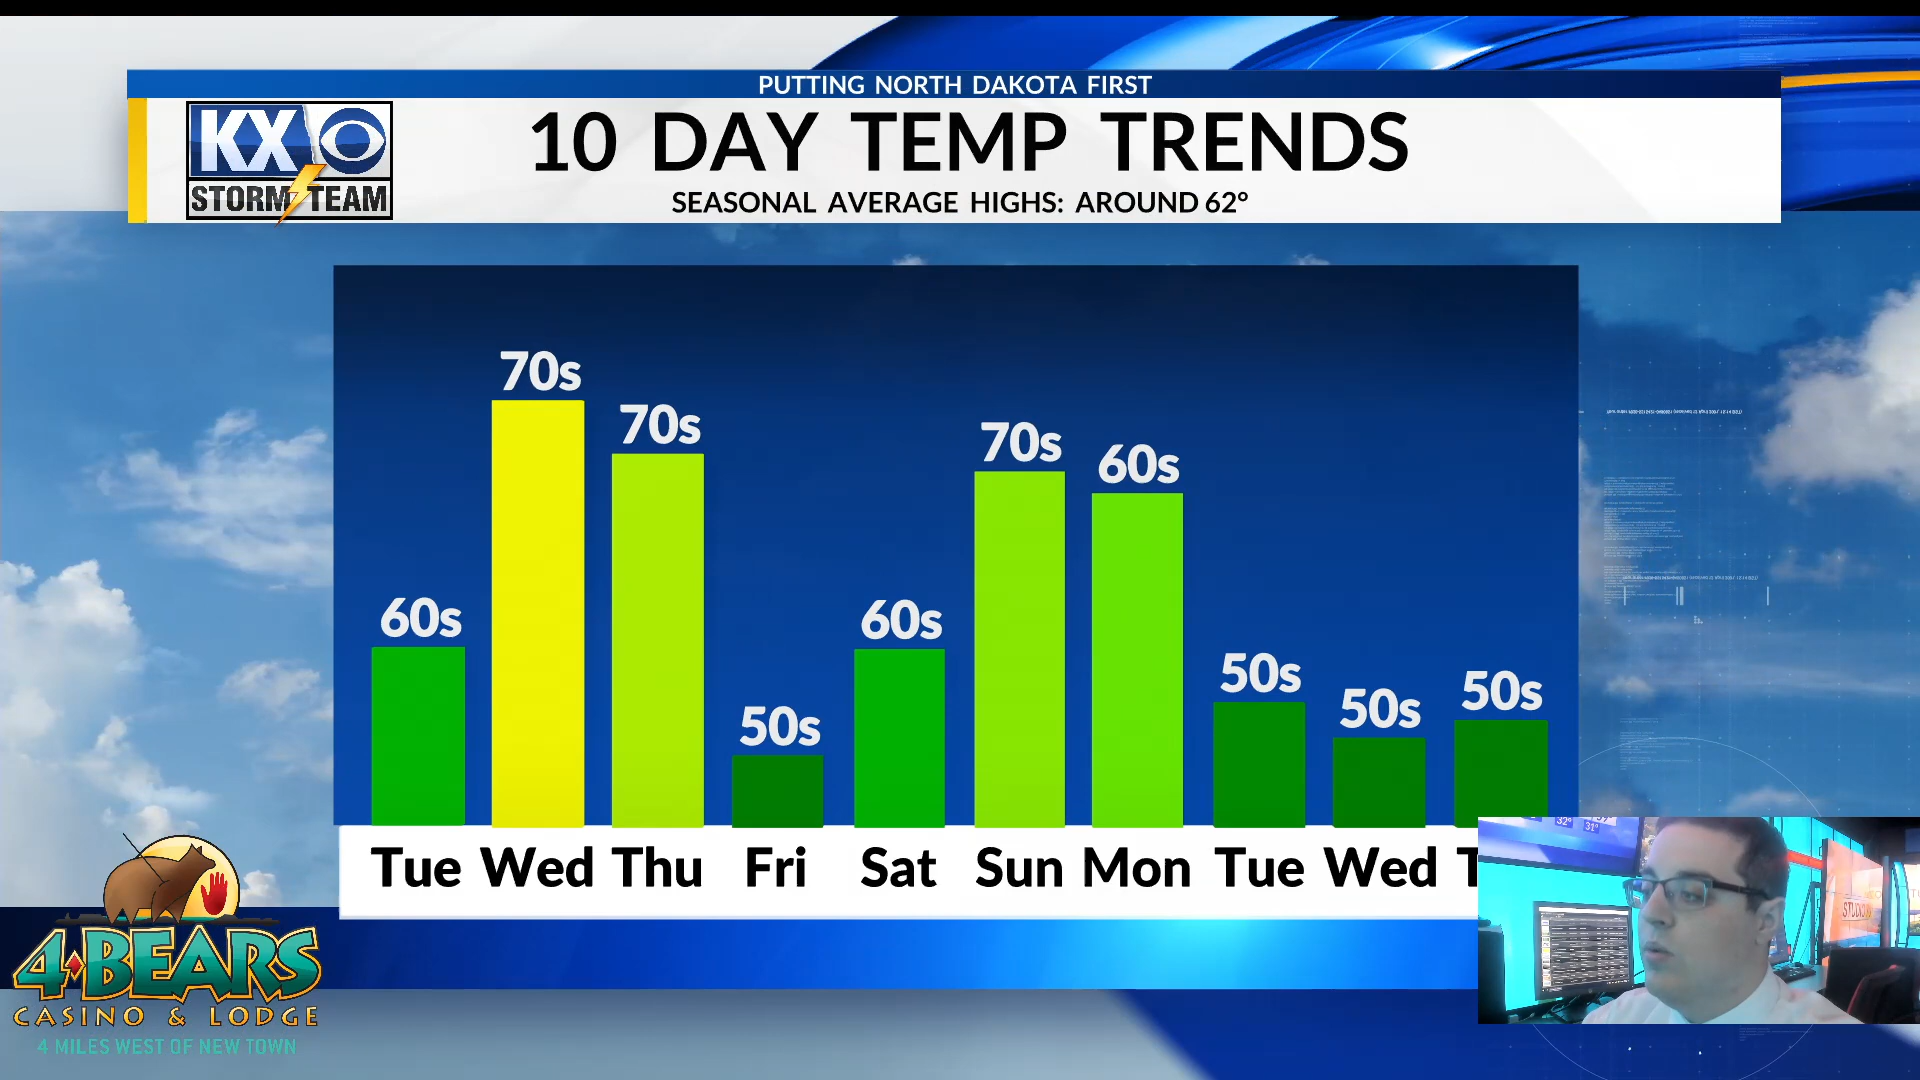 PUTTING NORTH DAKOTA FIRST
KX
STORM TEAM
10 DAY TEMP TRENDS
SEASONAL AVERAGE HIGHS: AROUND 62°
60s
70s
70s
50s
60s
70s
60s
50s
50s
50s
Tue Wed Thu Fri Sat Sun Mon Tue Wed T
32° 31°
4 BEARS
CASINO & LODGE
4 MILES WEST OF NEW TOWN